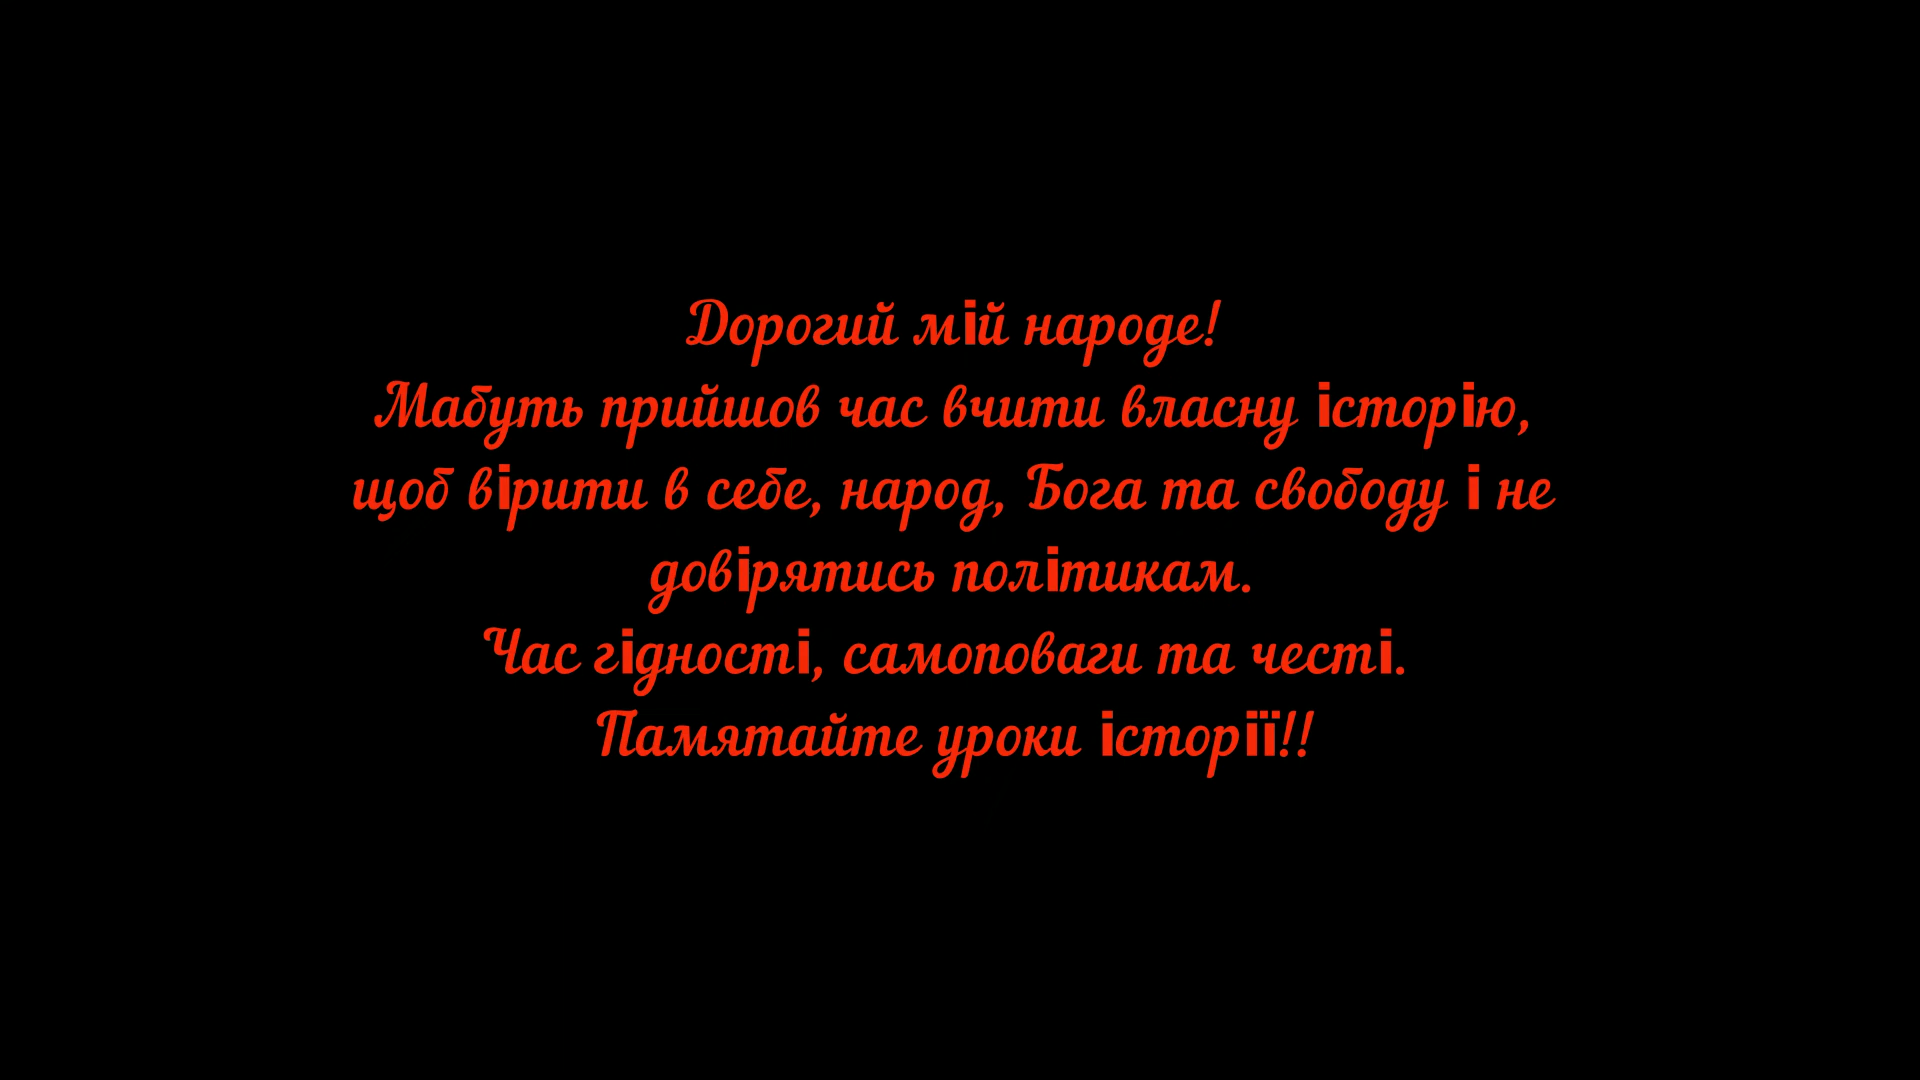 Дорогий мій народе!
Мабуть прийшов час вчити власну історію,
щоб вірити в себе, народ, Бога та свободу і не
довірятись політикам.
Час гідності, самоповаги та честі.
Памятайте уроки історії!!